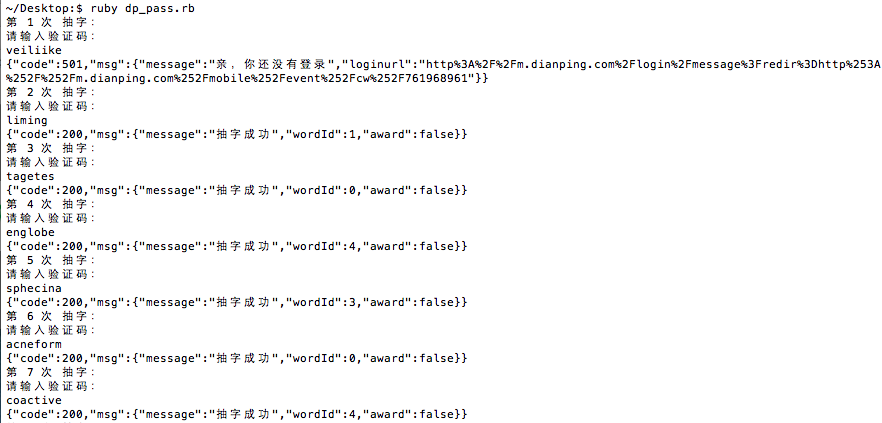 ~/Desktop:$ ruby dp_pass.rb
第 1 次 抽字：
请输入验证码：
veiliike
{"code":501,"msg":{"message":"亲，你还没有登录","loginurl":"http%3A%2F%2Fm.dianping.com%2Flogin%2Fmessage%3Fredir%3Dhttp%253A
%252F%252Fm.dianping.com%252Fmobile%252Fevent%252Fcw%252F761968961"}}
第 2 次 抽字：
请输入验证码：
liming
{"code":200,"msg":{"message":"抽字成功","wordId":1,"award":false}}
第 3 次 抽字：
请输入验证码：
tagetes
{"code":200,"msg":{"message":"抽字成功","wordId":0,"award":false}}
第 4 次 抽字：
请输入验证码：
englobe
{"code":200,"msg":{"message":"抽字成功","wordId":4,"award":false}}
第 5 次 抽字：
请输入验证码：
sphecina
{"code":200,"msg":{"message":"抽字成功","wordId":3,"award":false}}
第 6 次 抽字：
请输入验证码：
acneform
{"code":200,"msg":{"message":"抽字成功","wordId":0,"award":false}}
第 7 次 抽字：
请输入验证码：
coactive
{"code":200,"msg":{"message":"抽字成功","wordId":4,"award":false}}